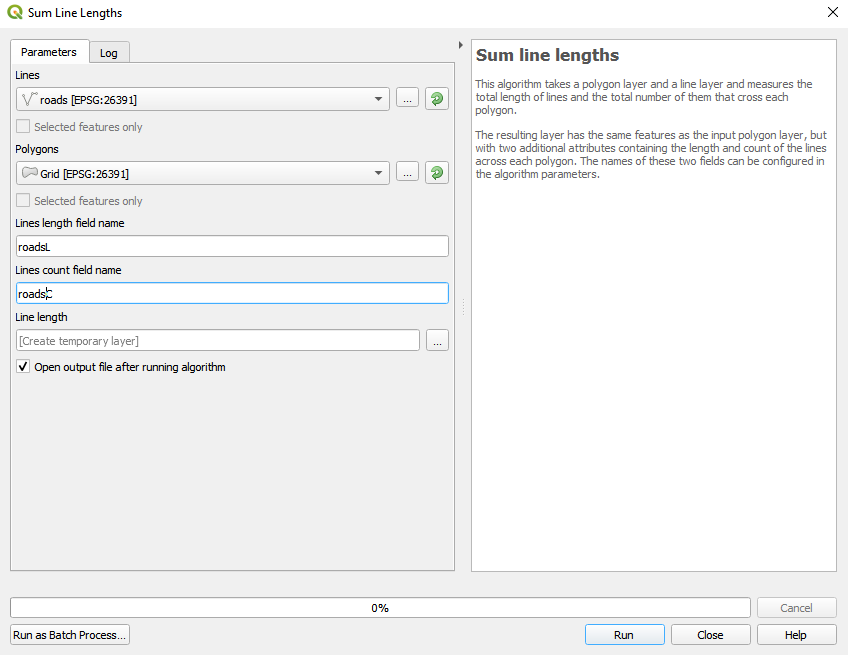 Sum Line Lengths
Parameters
Log
Lines
roads [EPSG:26391]
...
Selected features only
Polygons
Grid [EPSG:26391]
...
Selected features only
Lines length field name
roadsL
Lines count field name
roadsC
Line length
[Create temporary layer]
...
Open output file after running algorithm
Sum line lengths
This algorithm takes a polygon layer and a line layer and measures the
total length of lines and the total number of them that cross each
polygon.
The resulting layer has the same features as the input polygon layer, but
with two additional attributes containing the length and count of the lines
across each polygon. The names of these two fields can be configured in
the algorithm parameters.
0%
Cancel
Run as Batch Process...
Run
Close
Help